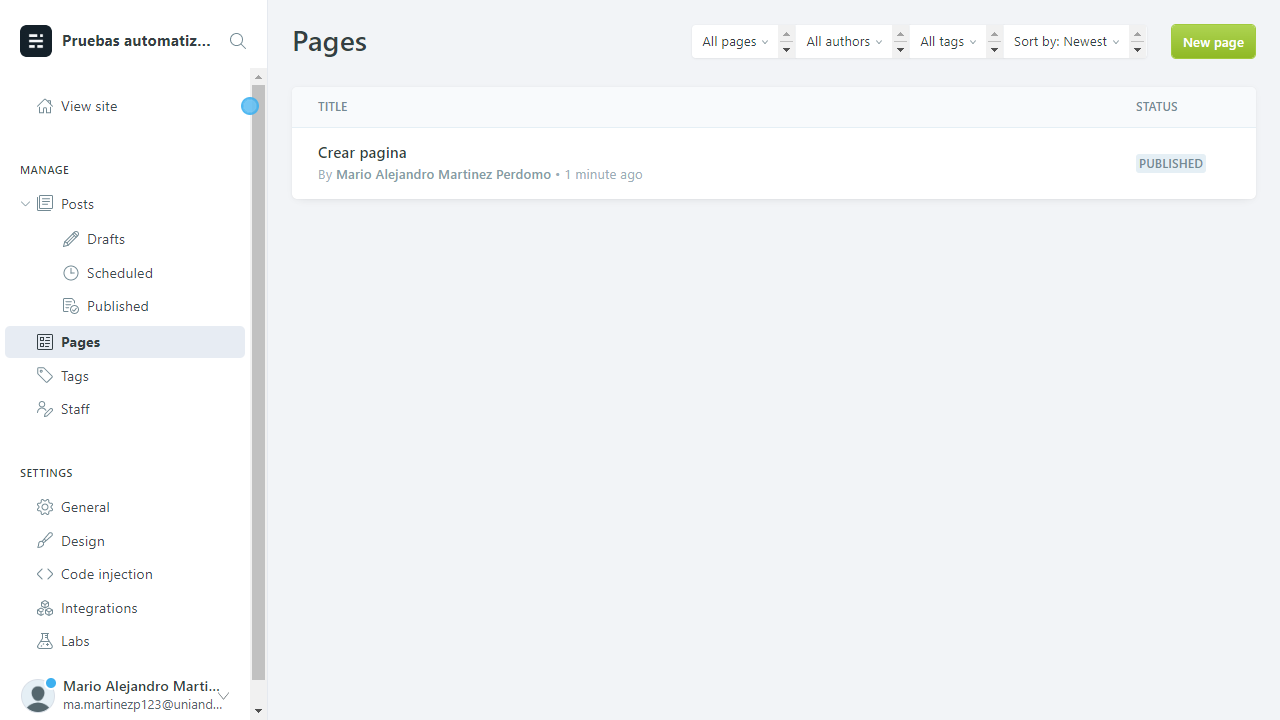 Pruebas automatiz...
View site
MANAGE
Posts
Drafts
Scheduled
Published
Pages
Tags
Staff
SETTINGS
General
Design
Code injection
Integrations
Labs
Mario Alejandro Marti...
ma.martinezp123@uniand...
Pages
All pages
All authors
All tags
Sort by: Newest
New page
TITLE STATUS
Crear pagina
By Mario Alejandro Martinez Perdomo • 1 minute ago
PUBLISHED